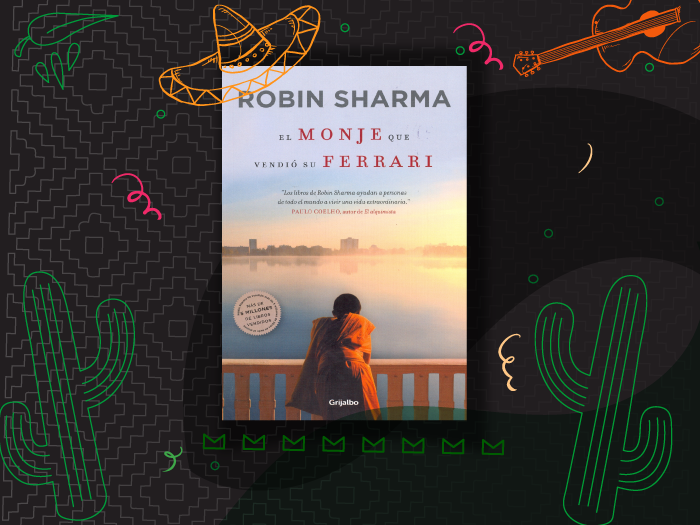 ROBIN SHARMA
EL MONJE QUE
VENDIÓ SU FERRARI
"Los libros de Robin Sharma ayudan a personas
de todo el mundo a vivir una vida extraordinaria."
PAULO COELHO, autor de El alquimista
MÁS DE
6 MILLONES
DE LIBROS
VENDIDOS
Grijalbo